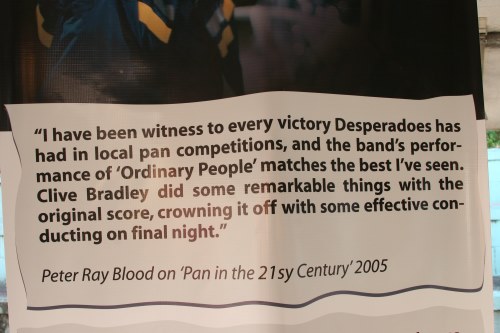 “I have been witness to every victory Desperadoes has
had in local pan competitions, and the band’s perfor-
mance of ‘Ordinary People’ matches the best I’ve seen.
Clive Bradley did some remarkable things with the
original score, crowning it off with some effective con-
ducting on final night.”
Peter Ray Blood on ‘Pan in the 21sy Century’ 2005